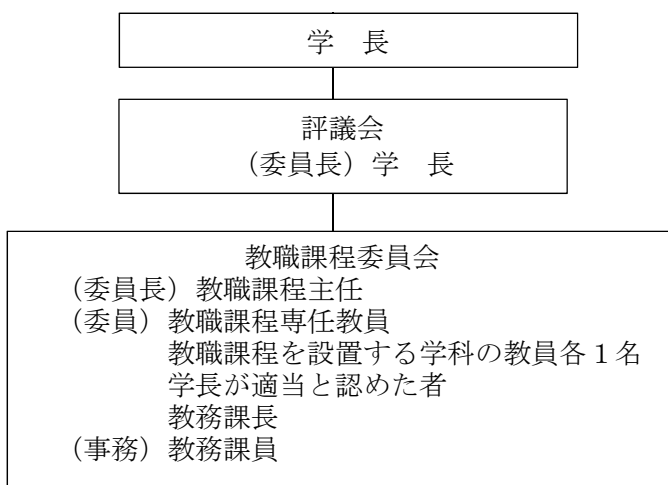 学　長
評議会
（委員長）学　長
教職課程委員会
（委員長）教職課程主任
（委員）教職課程専任教員
教職課程を設置する学科の教員各１名
学長が適当と認めた者
教務課長
（事務）教務課員